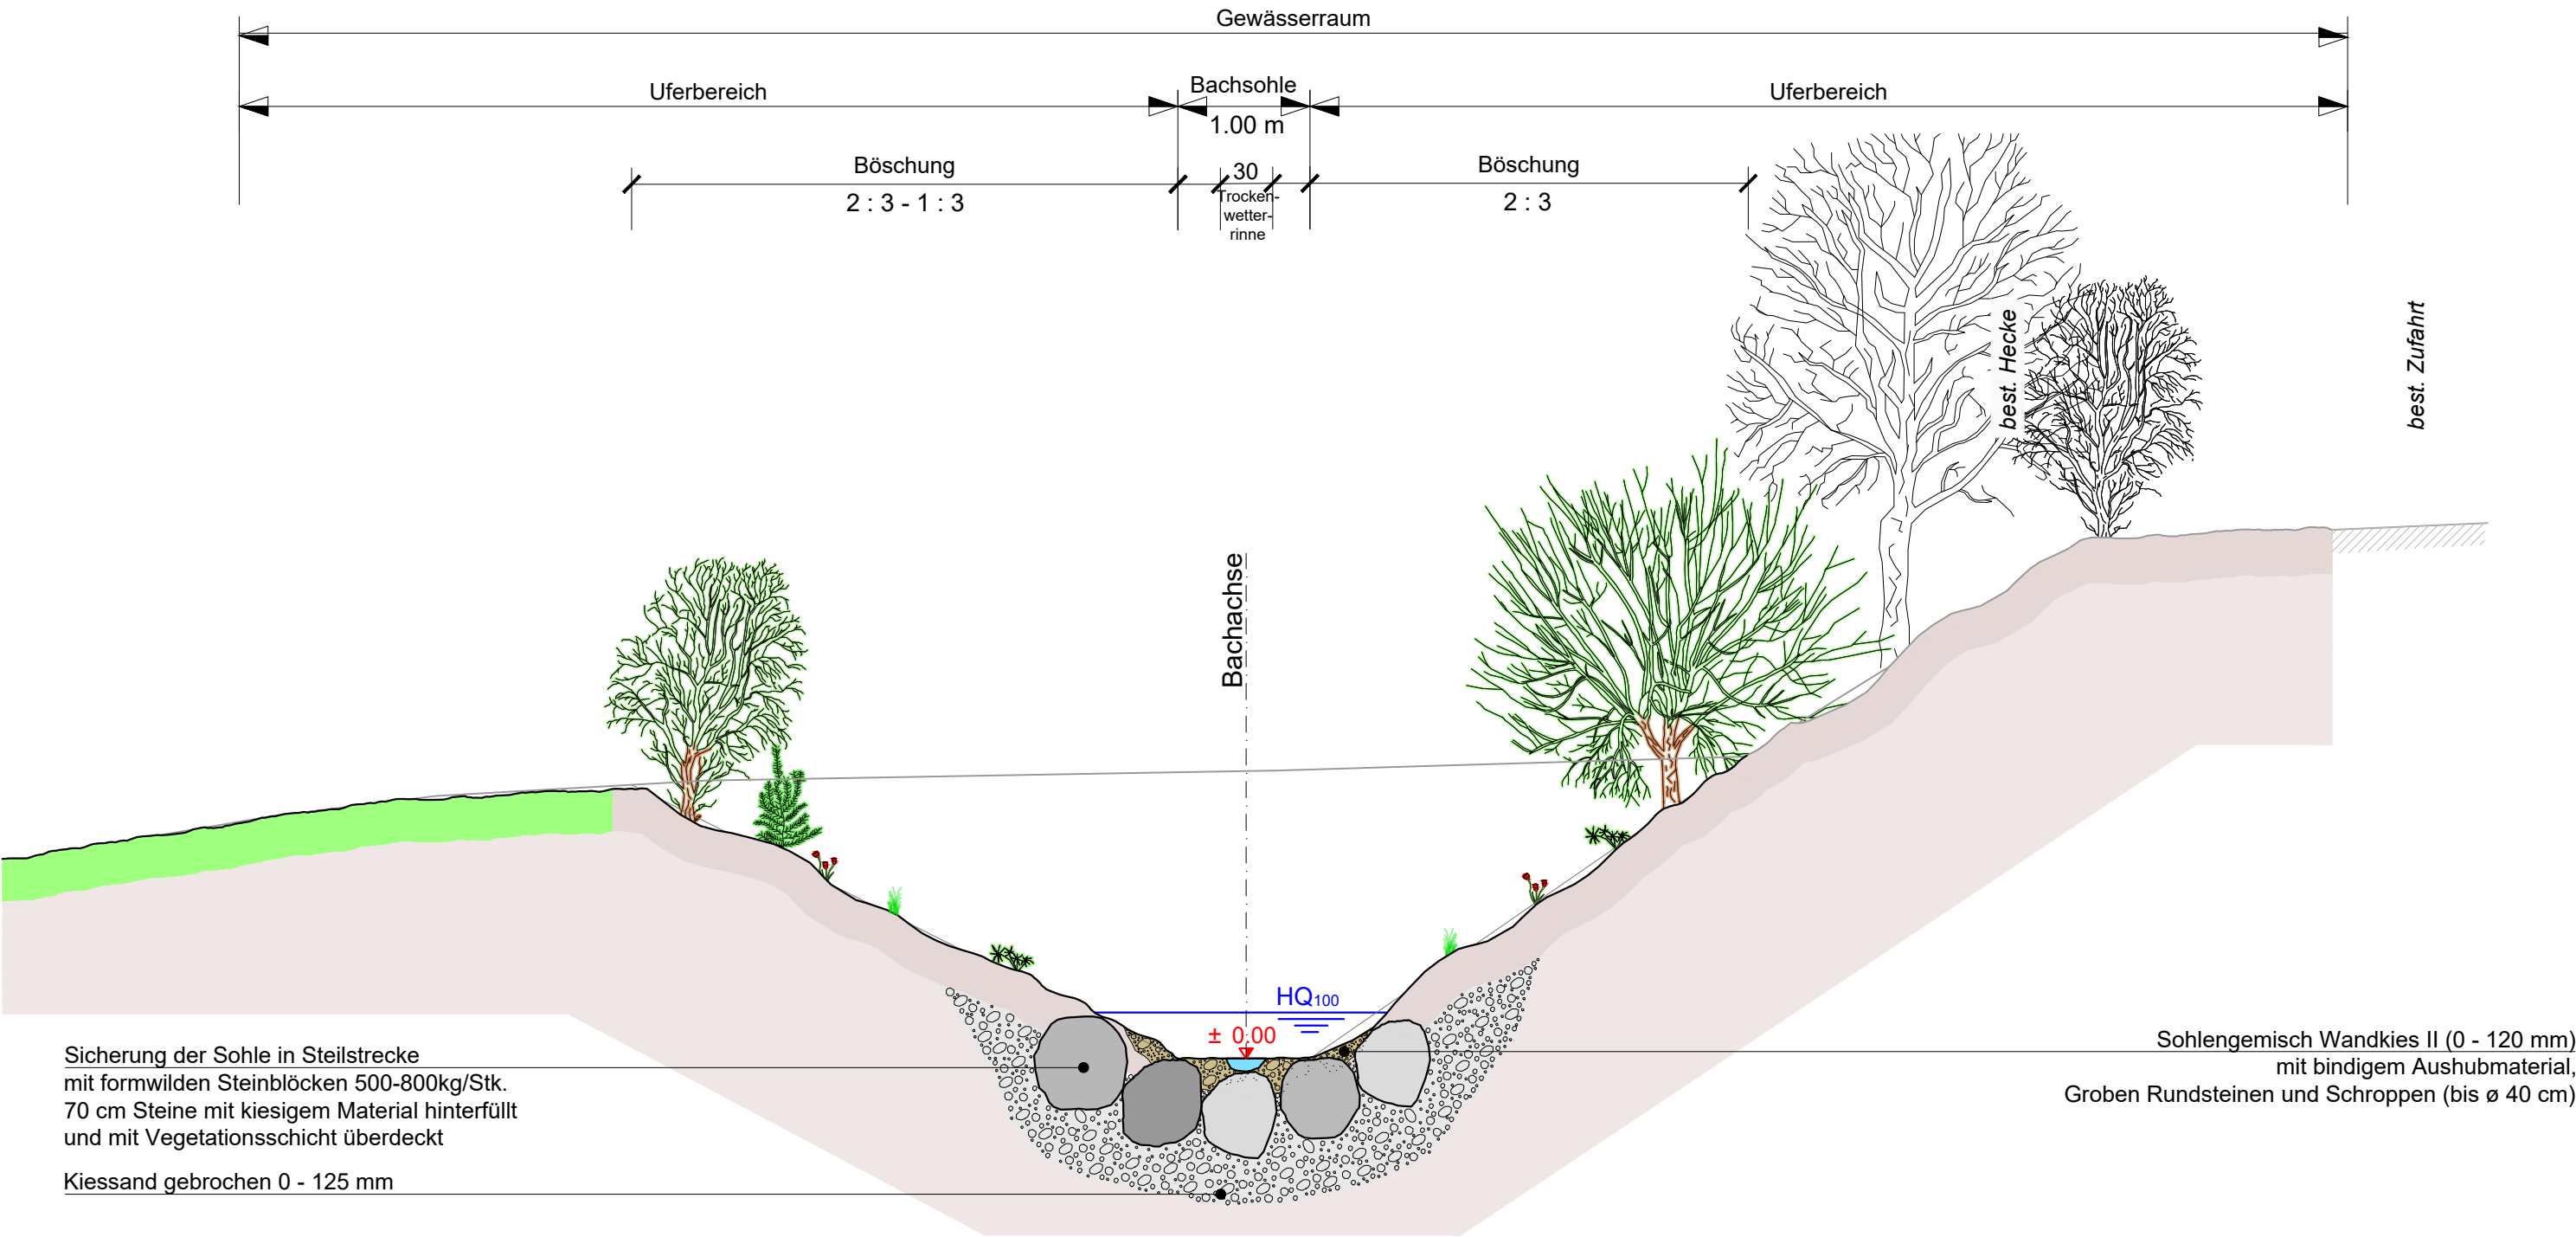 Gewässerraum
Uferbereich
Bachsohle
Uferbereich
1.00 m
Böschung
30
Böschung
2 : 3 - 1 : 3
Trocken-
wetter-
rinne
2 : 3
best. Hecke
best. Zufahrt
Bachachse
HQ100
± 0.00
Sicherung der Sohle in Steilstrecke
mit formwilden Steinblöcken 500-800kg/Stk.
70 cm Steine mit kiesigem Material hinterfüllt
und mit Vegetationsschicht überdeckt
Kiessand gebrochen 0 - 125 mm
Sohlengemisch Wandkies II (0 - 120 mm)
mit bindigem Aushubmaterial,
Groben Rundsteinen und Schroppen (bis ø 40 cm)